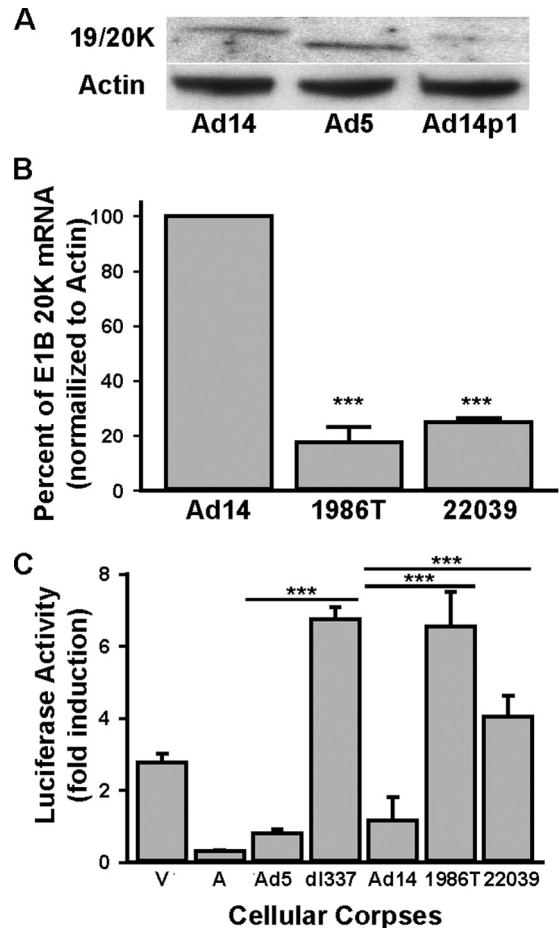 A
19/20K
Actin
Ad14 Ad5 Ad14p1
B
Percent of E1B 20K mRNA
(normailized to Actin)
100
80
60
40
20
0
*** ***
Ad14 1986T 22039
C
Luciferase Activity
(fold induction)
8
6
4
2
0
***
***
***
V A Ad5 dl337 Ad14 1986T 22039
Cellular Corpses